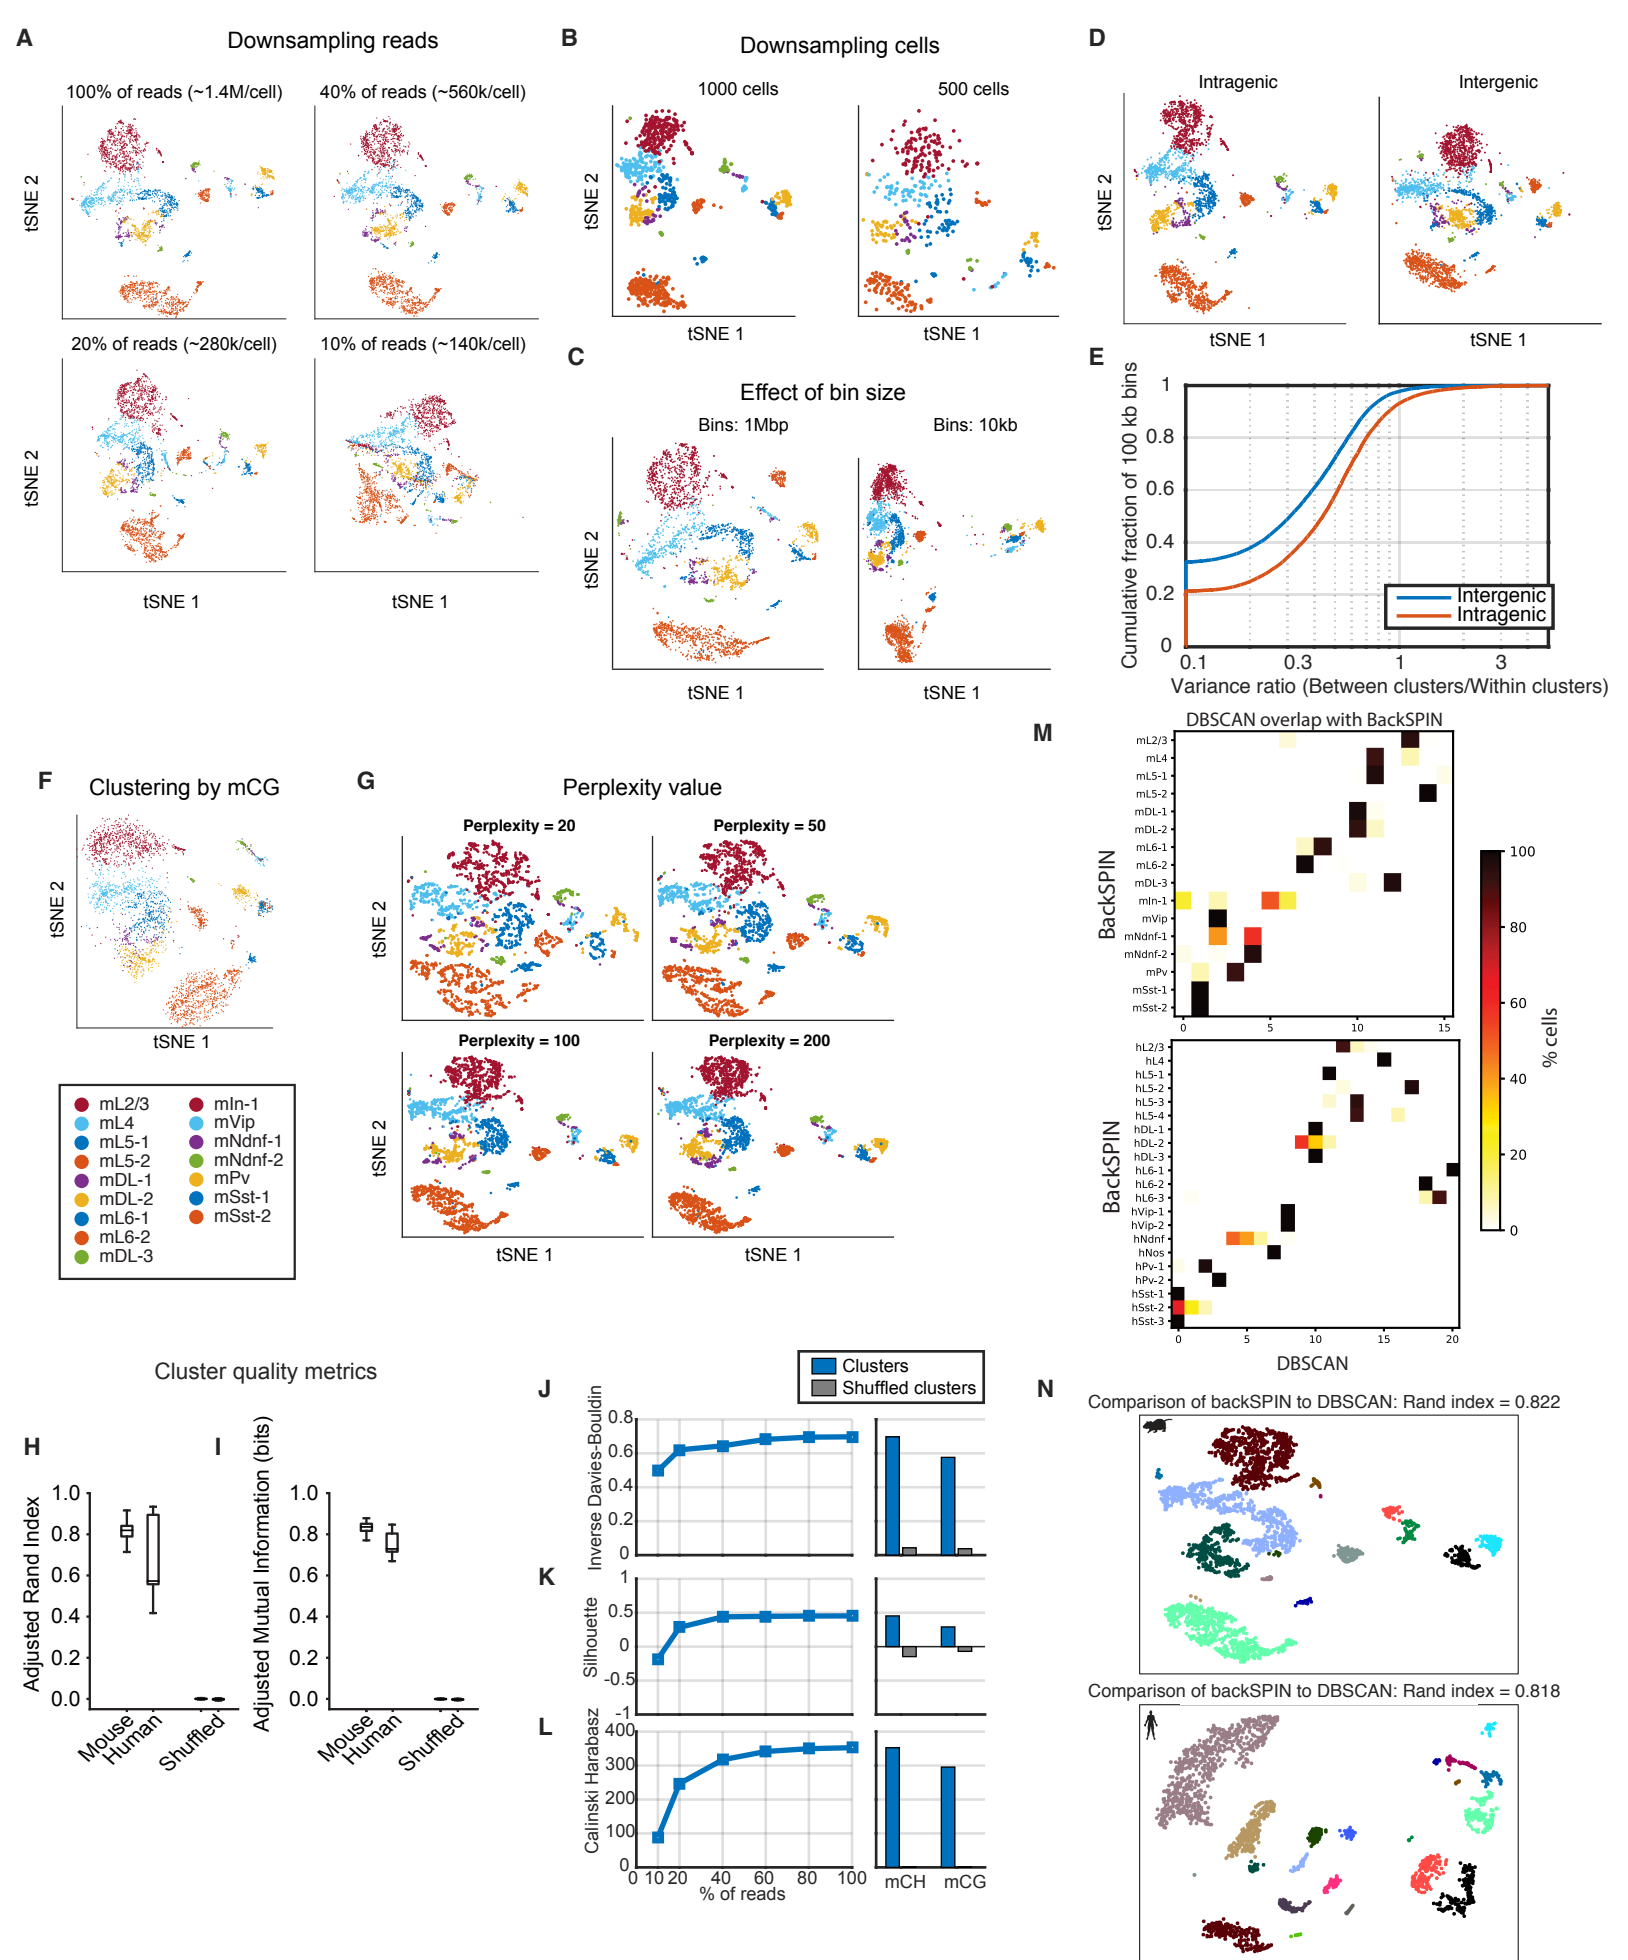 A
Downsampling reads
100% of reads (~1.4M/cell)
40% of reads (~560k/cell)
tSNE 2
20% of reads (~280k/cell)
10% of reads (~140k/cell)
tSNE 2
tSNE 1
tSNE 1
B
Downsampling cells
1000 cells
500 cells
tSNE 2
tSNE 1
tSNE 1
C
Effect of bin size
Bins: 1Mbp
Bins: 10kb
tSNE 2
tSNE 1
tSNE 1
D
Intragenic
Intergenic
tSNE 2
tSNE 1
tSNE 1
E
Cumulative fraction of 100 kb bins
1
0.8
0.6
0.4
0.2
0
0.1
0.3
1
3
Intergenic
Intragenic
Variance ratio (Between clusters/Within clusters)
F
Clustering by mCG
tSNE 2
tSNE 1
mL2/3
mL4
mL5-1
mL5-2
mDL-1
mDL-2
mL6-1
mL6-2
mDL-3
mIn-1
mVip
mNdnf-1
mNdnf-2
mPv
mSst-1
mSst-2
G
Perplexity value
Perplexity = 20
Perplexity = 50
tSNE 2
Perplexity = 100
Perplexity = 200
tSNE 2
tSNE 1
tSNE 1
M
DBSCAN overlap with BackSPIN
BackSPIN
mL2/3
mL4
mL5-1
mL5-2
mDL-1
mDL-2
mL6-1
mL6-2
mDL-3
mIn-1
mVip
mNdnf-1
mNdnf-2
mPv
mSst-1
mSst-2
0
5
10
15
BackSPIN
hL2/3
hL4
hL5-1
hL5-2
hL5-3
hL5-4
hDL-1
hDL-2
hDL-3
hL6-1
hL6-2
hL6-3
hVip-1
hVip-2
hNdnf
hNos
hPv-1
hPv-2
hSst-1
hSst-2
hSst-3
0
5
10
15
20
DBSCAN
100
80
60
40
20
0
% cells
Cluster quality metrics
H
Adjusted Rand Index
1.0
0.8
0.6
0.4
0.2
0.0
Mouse
Human
Shuffled
I
Adjusted Mutual Information (bits)
1.0
0.8
0.6
0.4
0.2
0.0
Mouse
Human
Shuffled
Clusters
Shuffled clusters
J
Inverse Davies-Bouldin
0.8
0.6
0.4
0.2
0
K
Silhouette
1
0.5
0
-0.5
-1
L
Calinski Harabasz
400
300
200
100
0
0 10 20 40 60 80 100
% of reads
mCH
mCG
N
Comparison of backSPIN to DBSCAN: Rand index = 0.822
Comparison of backSPIN to DBSCAN: Rand index = 0.818